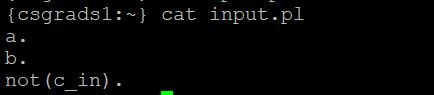 {csgrads1:~} cat input.pl
a.
b.
not(c_in).